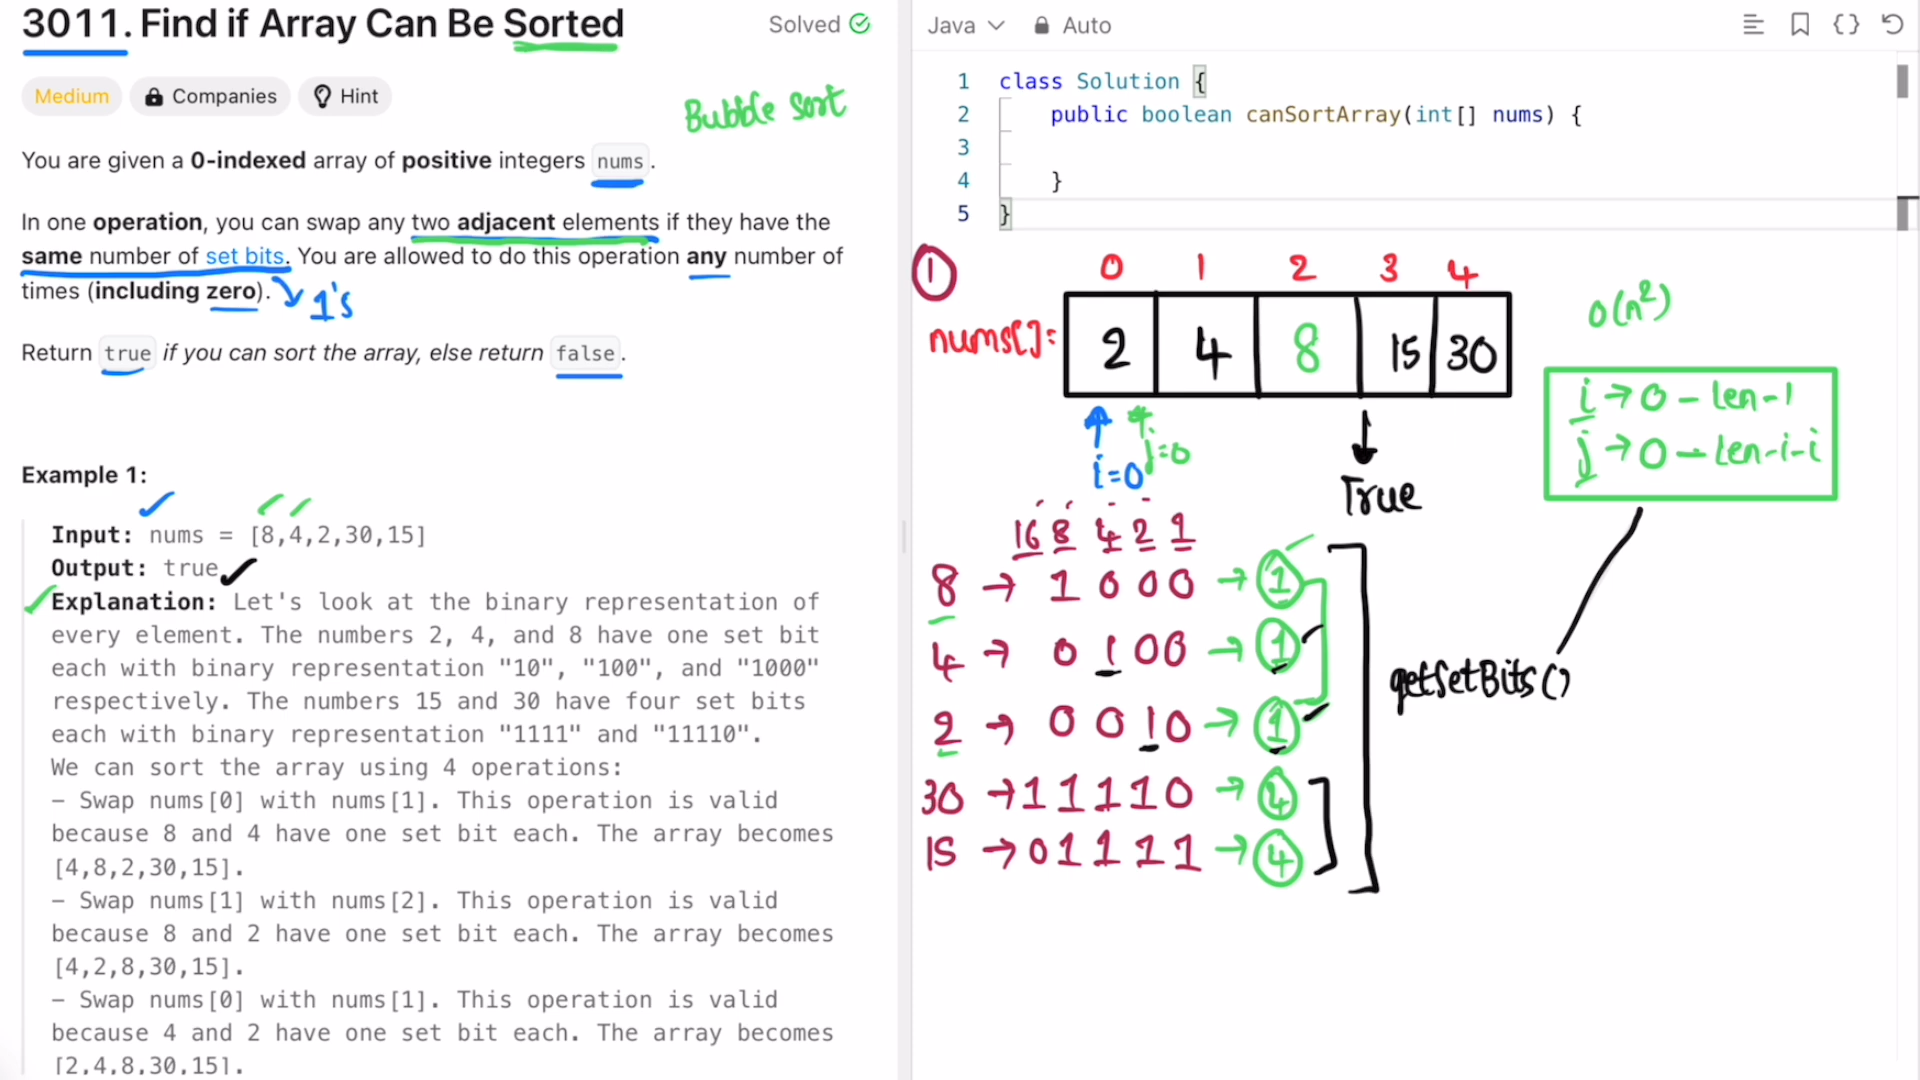 3011. Find if Array Can Be Sorted
Solved
Medium
Companies
Hint
Bubble Sort
You are given a 0-indexed array of positive integers nums.
In one operation, you can swap any two adjacent elements if they have the
same number of set bits. You are allowed to do this operation any number of
times (including zero).
1's
Return true if you can sort the array, else return false.
Example 1:
Input: nums = [8,4,2,30,15]
Output: true
Explanation: Let's look at the binary representation of
every element. The numbers 2, 4, and 8 have one set bit
each with binary representation "10", "100", and "1000"
respectively. The numbers 15 and 30 have four set bits
each with binary representation "1111" and "11110".
We can sort the array using 4 operations:
- Swap nums[0] with nums[1]. This operation is valid
because 8 and 4 have one set bit each. The array becomes
[4,8,2,30,15].
- Swap nums[1] with nums[2]. This operation is valid
because 8 and 2 have one set bit each. The array becomes
[4,2,8,30,15].
- Swap nums[0] with nums[1]. This operation is valid
because 4 and 2 have one set bit each. The array becomes
[2,4,8,30,15].
Java
Auto
1 class Solution {
2 public boolean canSortArray(int[] nums) {
3
4 }
5 }
1
0 1 2 3 4
nums[]: 2 4 8 15 30
O(n²)
i=0
j=0
True
i → 0 - len-1
j → 0 - len-i-i
16 8 4 2 1
8 → 1 0 0 0 → 1
4 → 0 1 0 0 → 1
2 → 0 0 1 0 → 1
30 → 1 1 1 1 0 → 4
15 → 0 1 1 1 1 → 4
getSetBits()